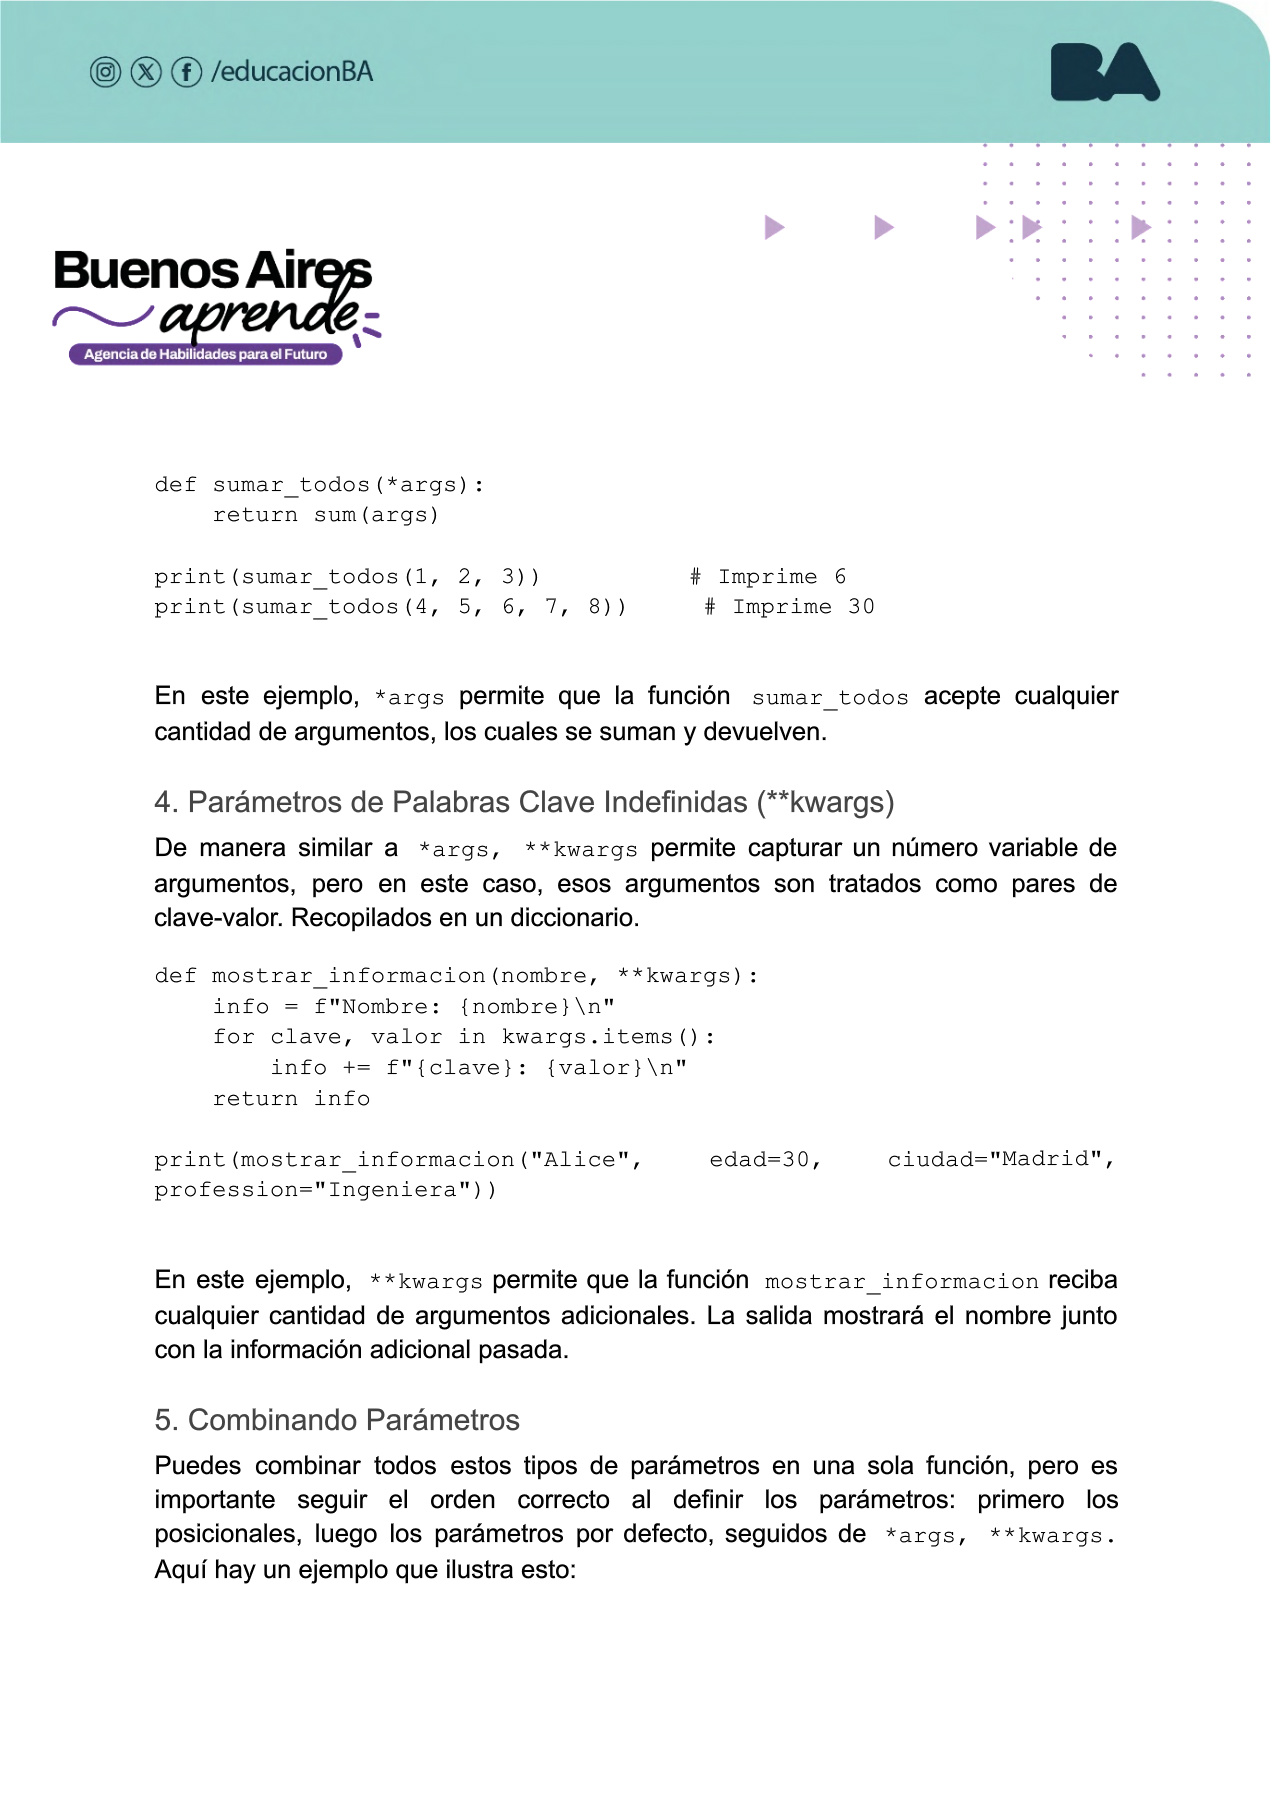 /educacionBA
BA
Buenos Aires
aprende
Agencia de Habilidades para el Futuro
def sumar_todos(*args):
    return sum(args)
print(sumar_todos(1, 2, 3))          # Imprime 6
print(sumar_todos(4, 5, 6, 7, 8))     # Imprime 30
En este ejemplo, *args permite que la función sumar_todos acepte cualquier
cantidad de argumentos, los cuales se suman y devuelven.
4. Parámetros de Palabras Clave Indefinidas (**kwargs)
De manera similar a *args, **kwargs permite capturar un número variable de
argumentos, pero en este caso, esos argumentos son tratados como pares de
clave-valor. Recopilados en un diccionario.
def mostrar_informacion(nombre, **kwargs):
    info = f"Nombre: {nombre}\n"
    for clave, valor in kwargs.items():
        info += f"{clave}: {valor}\n"
    return info
print(mostrar_informacion("Alice", edad=30, ciudad="Madrid",
profession="Ingeniera"))
En este ejemplo, **kwargs permite que la función mostrar_informacion reciba
cualquier cantidad de argumentos adicionales. La salida mostrará el nombre junto
con la información adicional pasada.
5. Combinando Parámetros
Puedes combinar todos estos tipos de parámetros en una sola función, pero es
importante seguir el orden correcto al definir los parámetros: primero los
posicionales, luego los parámetros por defecto, seguidos de *args, **kwargs.
Aquí hay un ejemplo que ilustra esto: